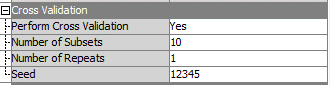 Cross Validation
Perform Cross Validation Yes
Number of Subsets 10
Number of Repeats 1
Seed 12345